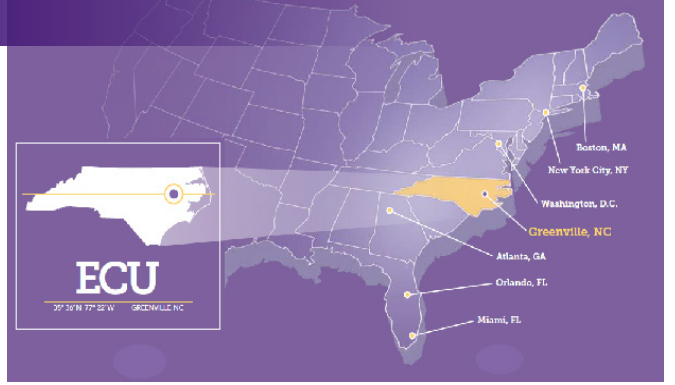 Boston, MA
New York City, NY
Washington, D.C.
Greenville, NC
Atlanta, GA
Orlando, FL
Miami, FL
ECU
35° 36' N 77° 22' W GREENVILLE NC